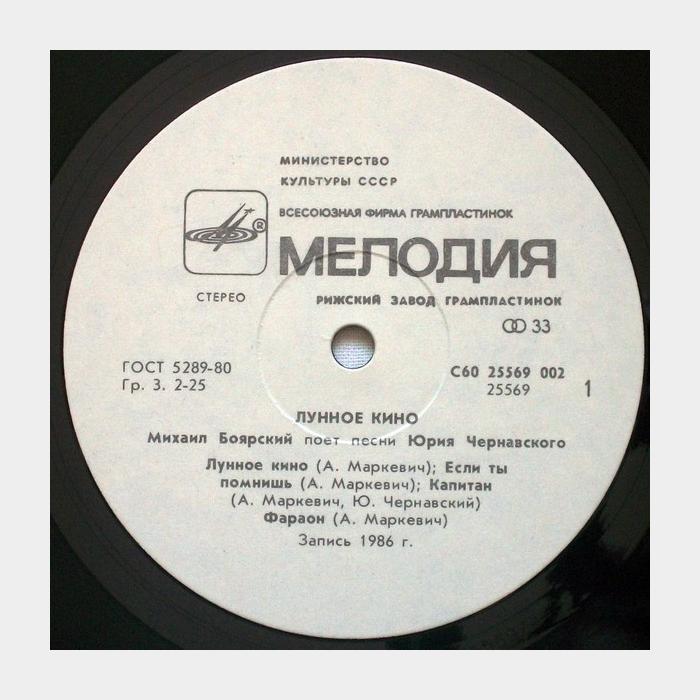 МИНИСТЕРСТВО
КУЛЬТУРЫ СССР
ВСЕСОЮЗНАЯ ФИРМА ГРАМПЛАСТИНОК
®
МЕЛОДИЯ
СТЕРЕО
РИЖСКИЙ ЗАВОД ГРАМПЛАСТИНОК
33
ГОСТ 5289-80
Гр. 3. 2-25
С60 25569 002
25569
1
ЛУННОЕ КИНО
Михаил Боярский поет песни Юрия Чернавского
Лунное кино (А. Маркевич); Если ты
помнишь (А. Маркевич); Капитан
(А. Маркевич, Ю. Чернавский)
Фараон (А. Маркевич)
Запись 1986 г.